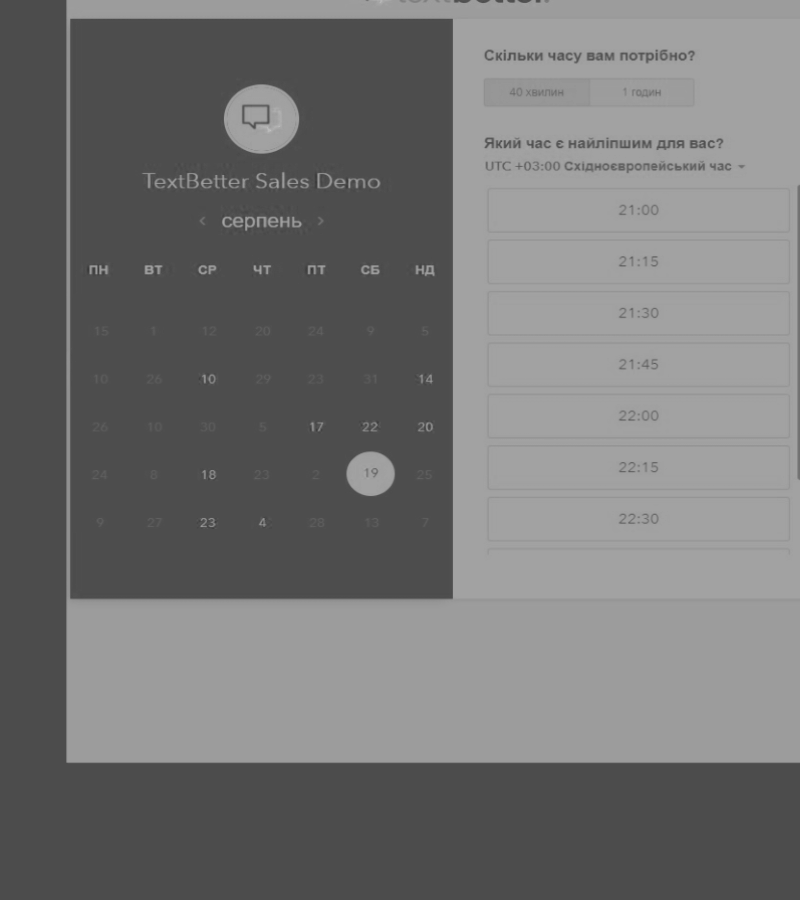 Скільки часу вам потрібно?
40 хвилин 1 годин
TextBetter Sales Demo
‹ серпень ›
ПН ВТ СР ЧТ ПТ СБ НД
15 1 12 20 24 9 5
10 26 10 29 23 31 14
26 10 30 5 17 22 20
24 8 18 23 2 19 25
9 27 23 4 28 13 7
Який час є найліпшим для вас?
UTC +03:00 Східноєвропейський час
21:00
21:15
21:30
21:45
22:00
22:15
22:30